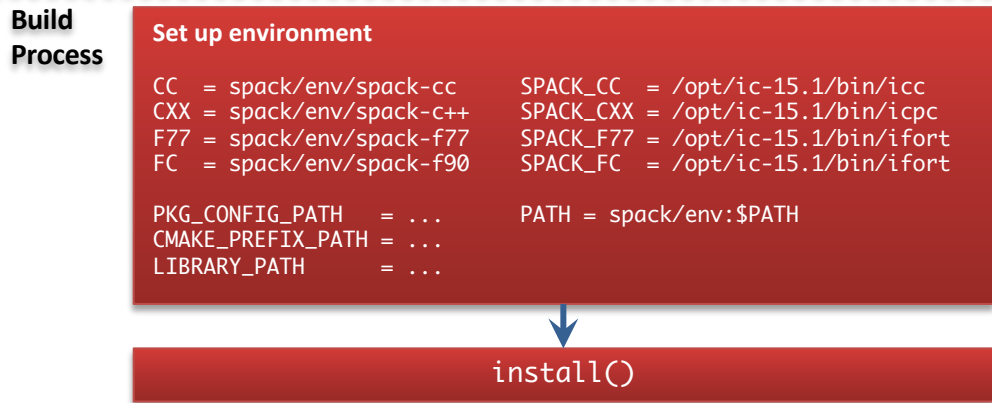 Build
Process
Set up environment
CC  = spack/env/spack-cc    SPACK_CC  = /opt/ic-15.1/bin/icc
CXX = spack/env/spack-c++   SPACK_CXX = /opt/ic-15.1/bin/icpc
F77 = spack/env/spack-f77   SPACK_F77 = /opt/ic-15.1/bin/ifort
FC  = spack/env/spack-f90   SPACK_FC  = /opt/ic-15.1/bin/ifort
PKG_CONFIG_PATH   = ...     PATH = spack/env:$PATH
CMAKE_PREFIX_PATH = ...
LIBRARY_PATH      = ...
install()